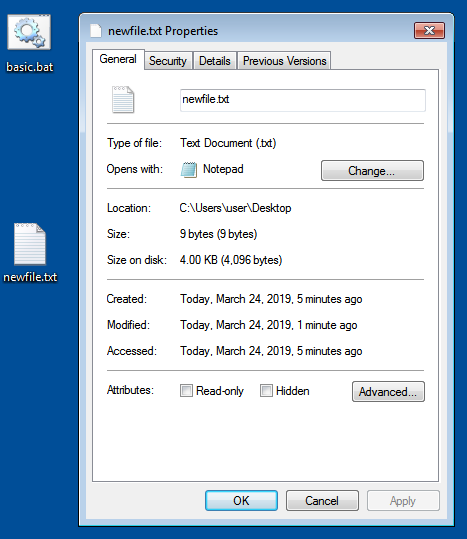 basic.bat
newfile.txt
newfile.txt Properties
General Security Details Previous Versions
newfile.txt
Type of file: Text Document (.txt)
Opens with: Notepad Change...
Location: C:\Users\user\Desktop
Size: 9 bytes (9 bytes)
Size on disk: 4.00 KB (4,096 bytes)
Created: Today, March 24, 2019, 5 minutes ago
Modified: Today, March 24, 2019, 1 minute ago
Accessed: Today, March 24, 2019, 5 minutes ago
Attributes: Read-only Hidden Advanced...
OK Cancel Apply